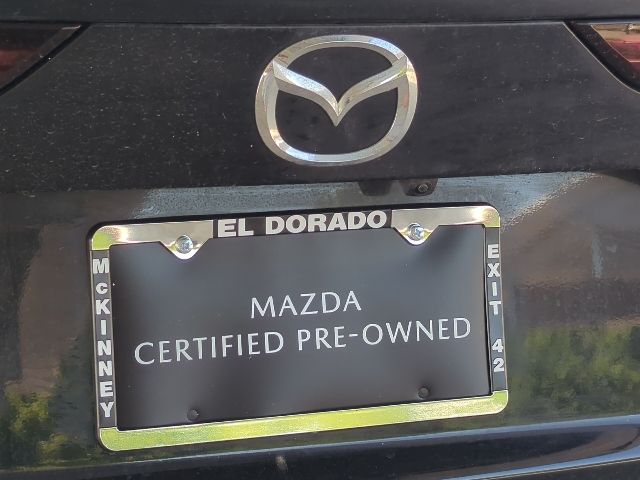 EL DORADO
McKINNEY
MAZDA
CERTIFIED PRE-OWNED
EXIT 42